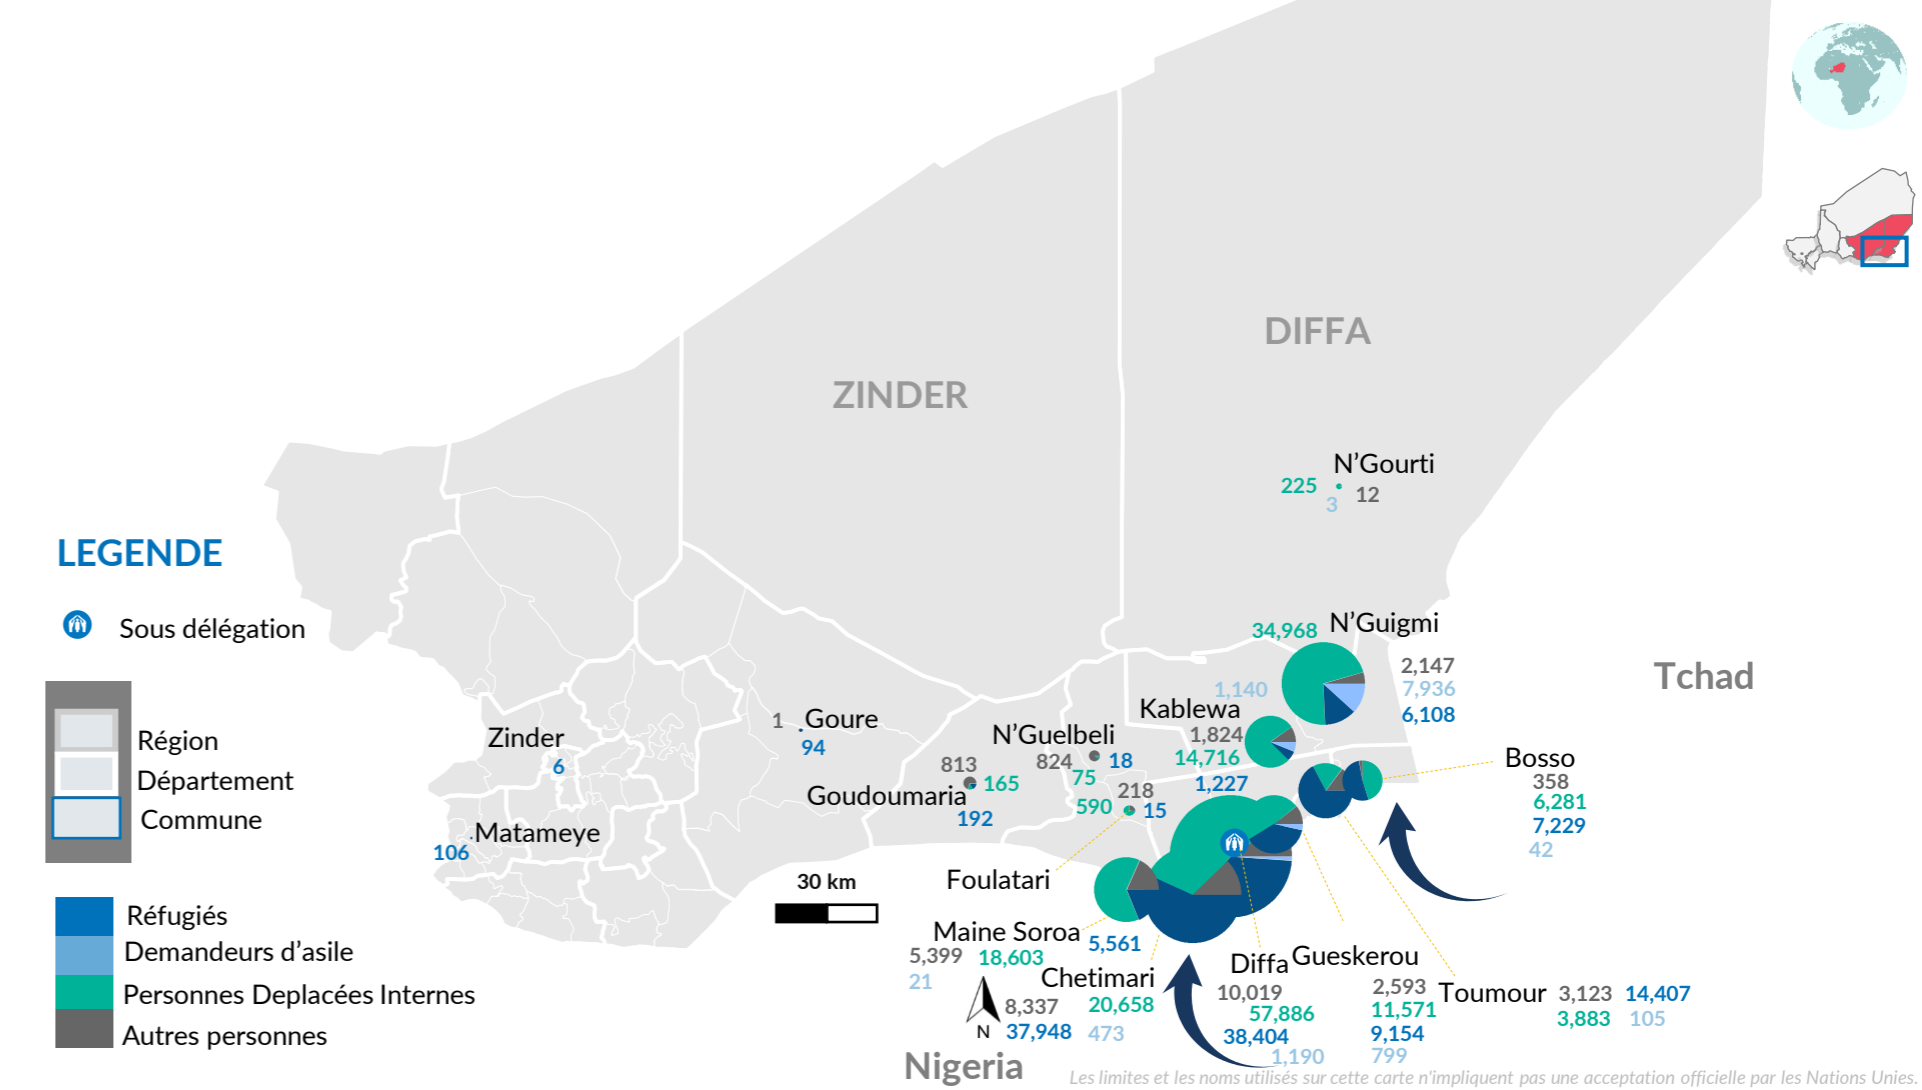 DIFFA
ZINDER
N’Gourti
225
12
3
LEGENDE
Sous délégation
Région
Département
Commune
Réfugiés
Demandeurs d’asile
Personnes Deplacées Internes
Autres personnes
34,968
N’Guigmi
2,147
7,936
6,108
Tchad
1,140
Kablewa
1,824
14,716
1,227
Zinder
6
1
Goure
94
N’Guelbeli
824
18
75
813
165
Goudoumaria
192
218
590
15
Matameye
106
Bosso
358
6,281
7,229
42
30 km
Foulatari
Maine Soroa
5,561
5,399
18,603
21
Chetimari
8,337
20,658
37,948
473
N
Diffa
10,019
57,886
38,404
1,190
Gueskerou
2,593
11,571
9,154
799
Toumour
3,123
14,407
3,883
105
Nigeria
Les limites et les noms utilisés sur cette carte n'impliquent pas une acceptation officielle par les Nations Unies.